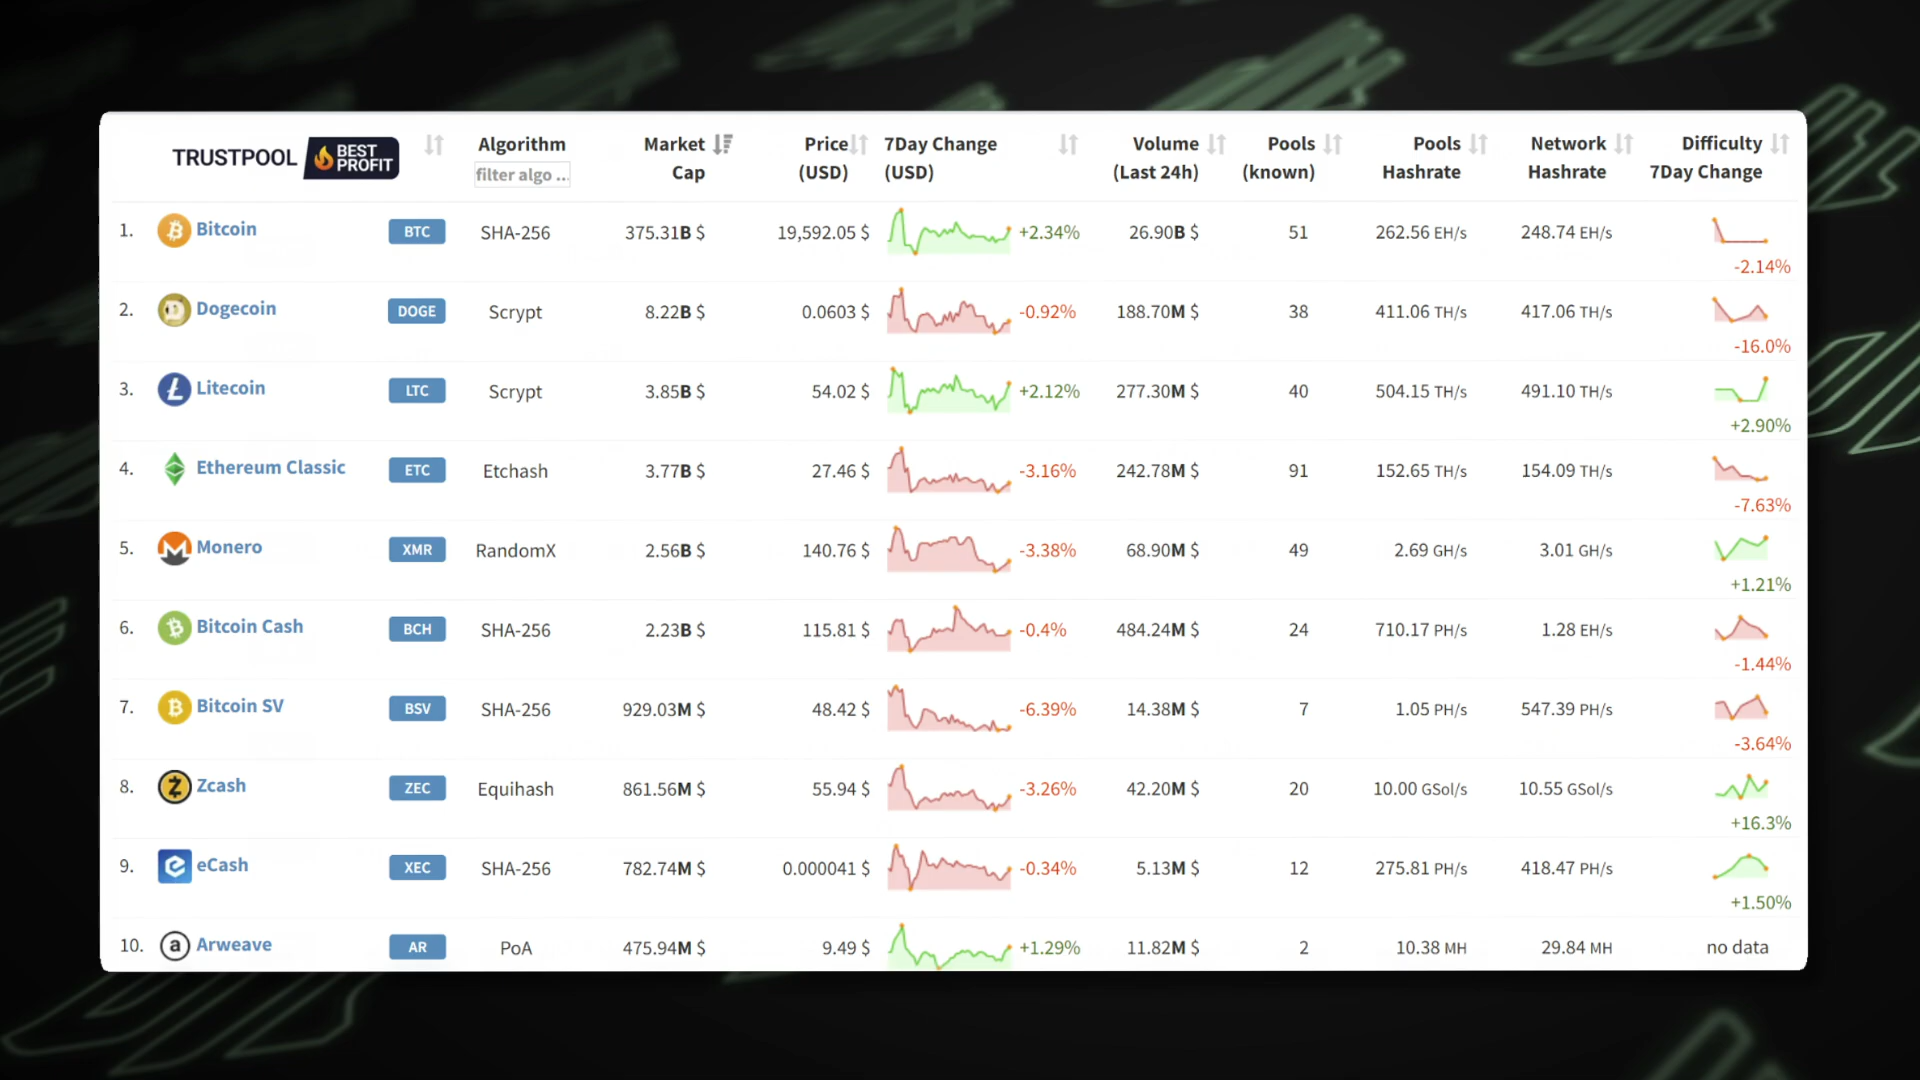 TRUSTPOOL BEST PROFIT Algorithm Market Cap Price (USD) 7Day Change (USD) Volume (Last 24h) Pools (known) Pools Hashrate Network Hashrate Difficulty 7Day Change
filter algo ...
1. Bitcoin BTC SHA-256 375.31B $ 19,592.05 $ +2.34% 26.90B $ 51 262.56 EH/s 248.74 EH/s -2.14%
2. Dogecoin DOGE Scrypt 8.22B $ 0.0603 $ -0.92% 188.70M $ 38 411.06 TH/s 417.06 TH/s -16.0%
3. Litecoin LTC Scrypt 3.85B $ 54.02 $ +2.12% 277.30M $ 40 504.15 TH/s 491.10 TH/s +2.90%
4. Ethereum Classic ETC Etchash 3.77B $ 27.46 $ -3.16% 242.78M $ 91 152.65 TH/s 154.09 TH/s -7.63%
5. Monero XMR RandomX 2.56B $ 140.76 $ -3.38% 68.90M $ 49 2.69 GH/s 3.01 GH/s +1.21%
6. Bitcoin Cash BCH SHA-256 2.23B $ 115.81 $ -0.4% 484.24M $ 24 710.17 PH/s 1.28 EH/s -1.44%
7. Bitcoin SV BSV SHA-256 929.03M $ 48.42 $ -6.39% 14.38M $ 7 1.05 PH/s 547.39 PH/s -3.64%
8. Zcash ZEC Equihash 861.56M $ 55.94 $ -3.26% 42.20M $ 20 10.00 GSol/s 10.55 GSol/s +16.3%
9. eCash XEC SHA-256 782.74M $ 0.000041 $ -0.34% 5.13M $ 12 275.81 PH/s 418.47 PH/s +1.50%
10. Arweave AR PoA 475.94M $ 9.49 $ +1.29% 11.82M $ 2 10.38 MH 29.84 MH no data